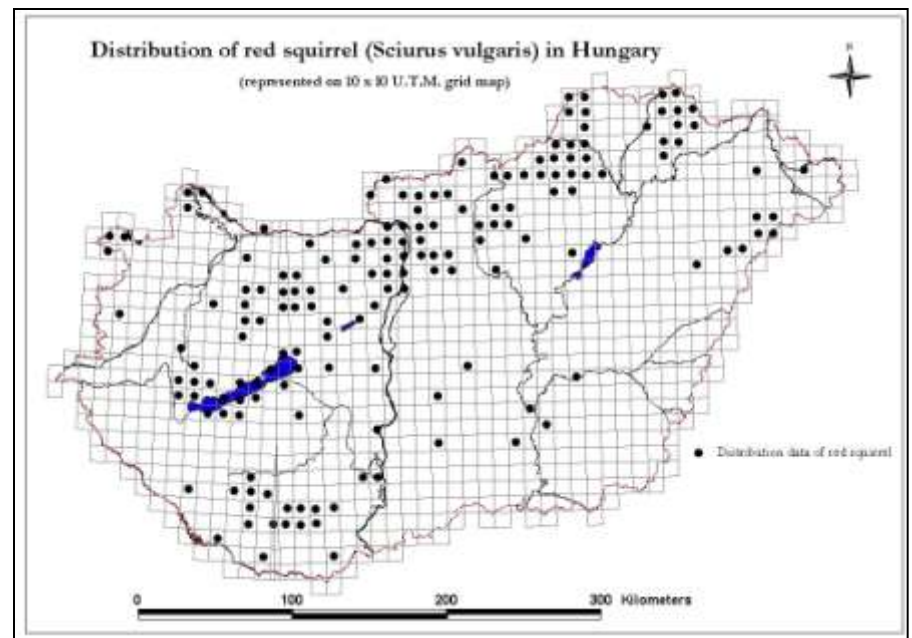 Distribution of red squirrel (Sciurus vulgaris) in Hungary
(represented on 10 x 10 U.T.M. grid map)
N
Distribution data of red squirrel
0 100 200 300 Kilometers